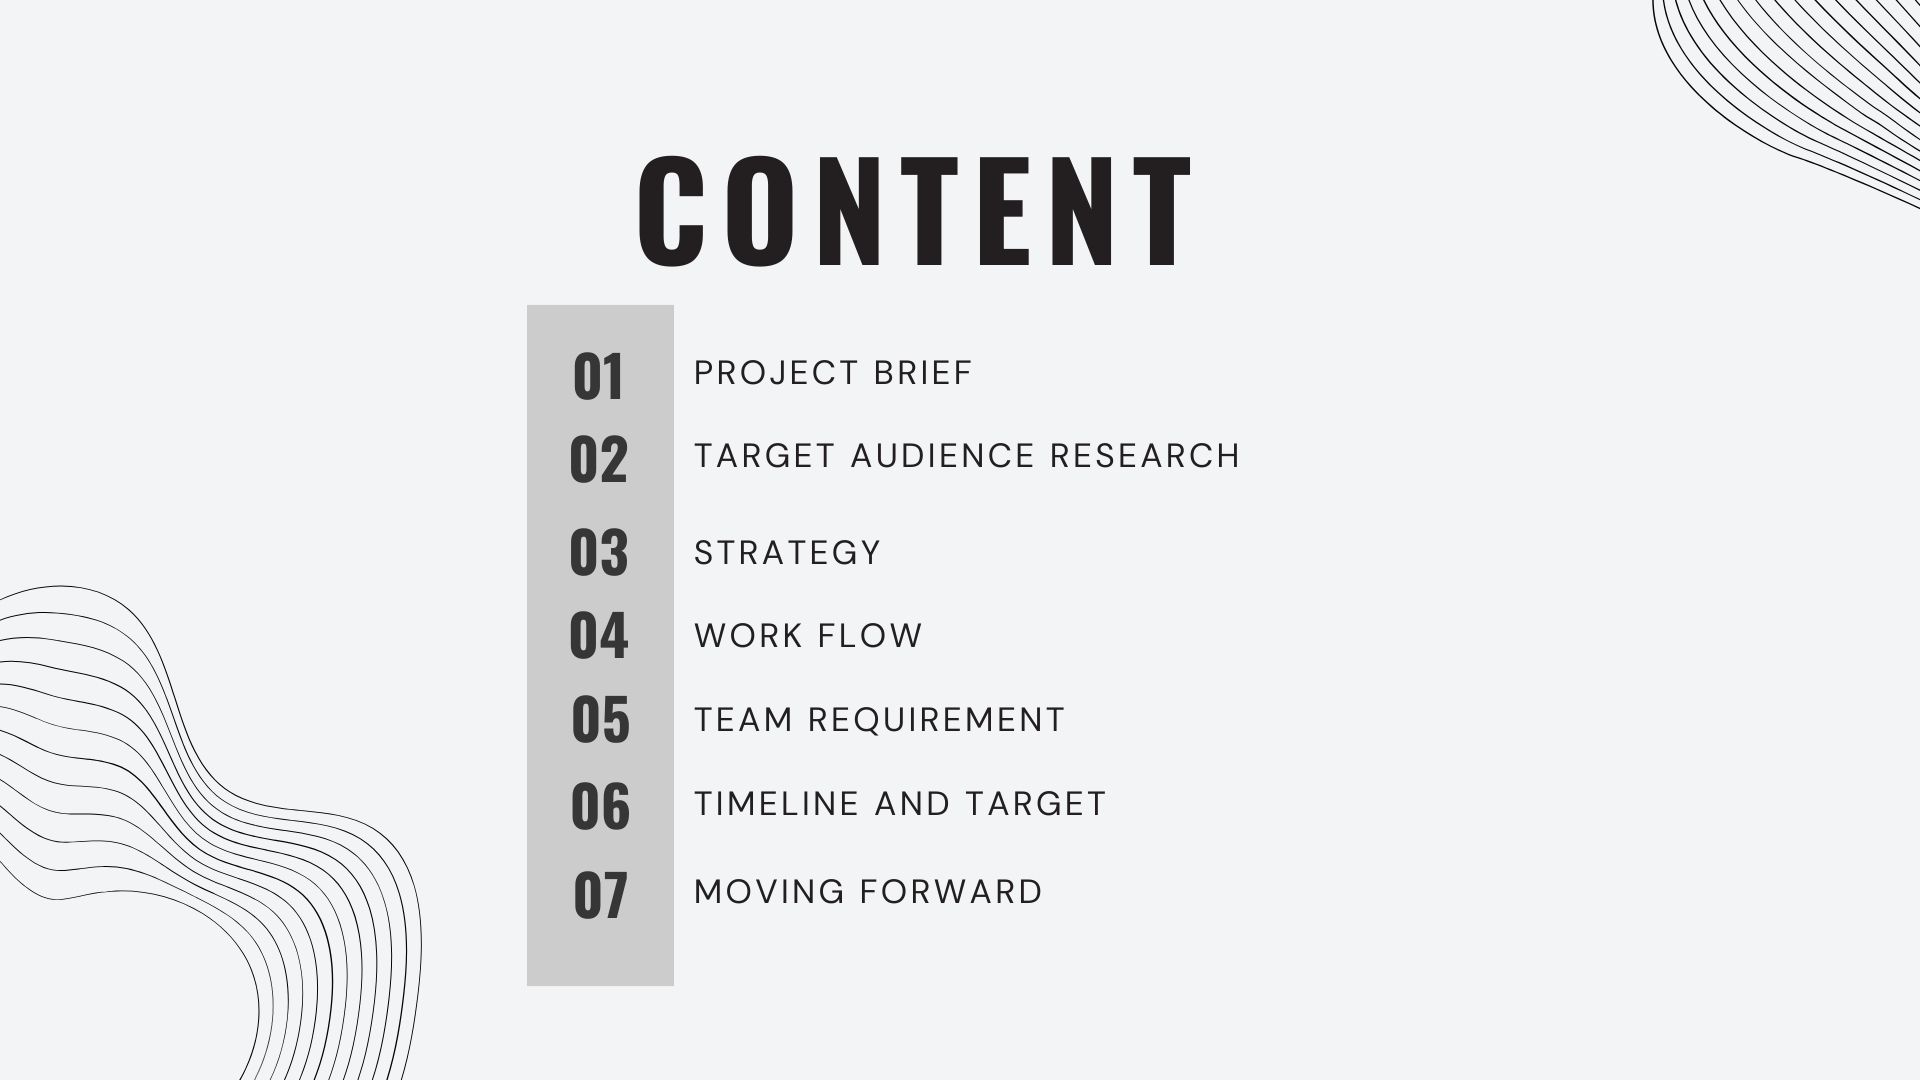 CONTENT
01 PROJECT BRIEF
02 TARGET AUDIENCE RESEARCH
03 STRATEGY
04 WORK FLOW
05 TEAM REQUIREMENT
06 TIMELINE AND TARGET
07 MOVING FORWARD